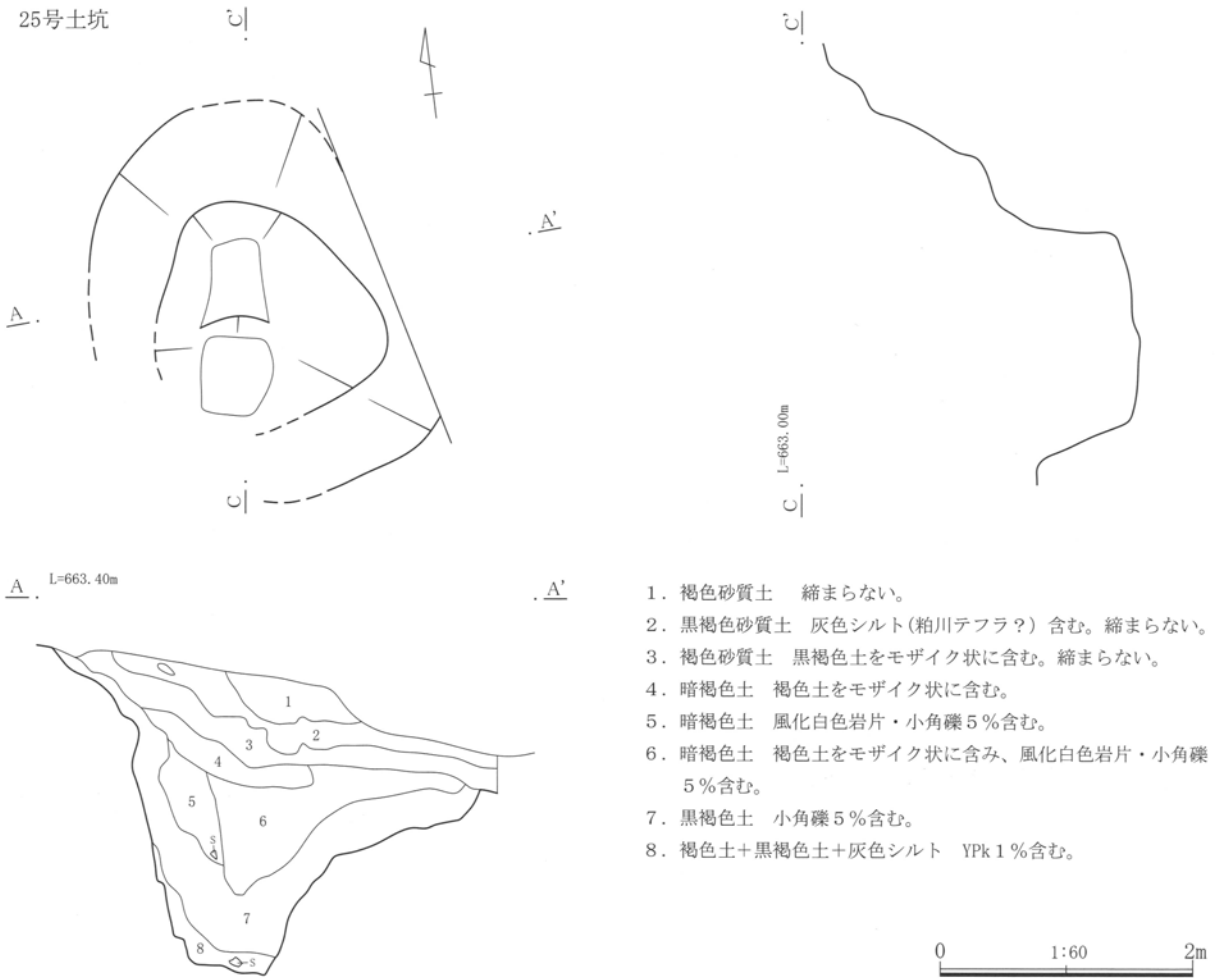 25号土坑
C'
C'
A'
A
C
C
L=663.00m
A
L=663.40m
A'
1
2
3
4
5
6
S
7
8
S
1．褐色砂質土　締まらない。
2．黒褐色砂質土　灰色シルト(粕川テフラ？) 含む。締まらない。
3．褐色砂質土　黒褐色土をモザイク状に含む。締まらない。
4．暗褐色土　褐色土をモザイク状に含む。
5．暗褐色土　風化白色岩片・小角礫５％含む。
6．暗褐色土　褐色土をモザイク状に含み、風化白色岩片・小角礫
５％含む。
7．黒褐色土　小角礫５％含む。
8．褐色土＋黒褐色土＋灰色シルト　YPk１％含む。
0
1:60
2m